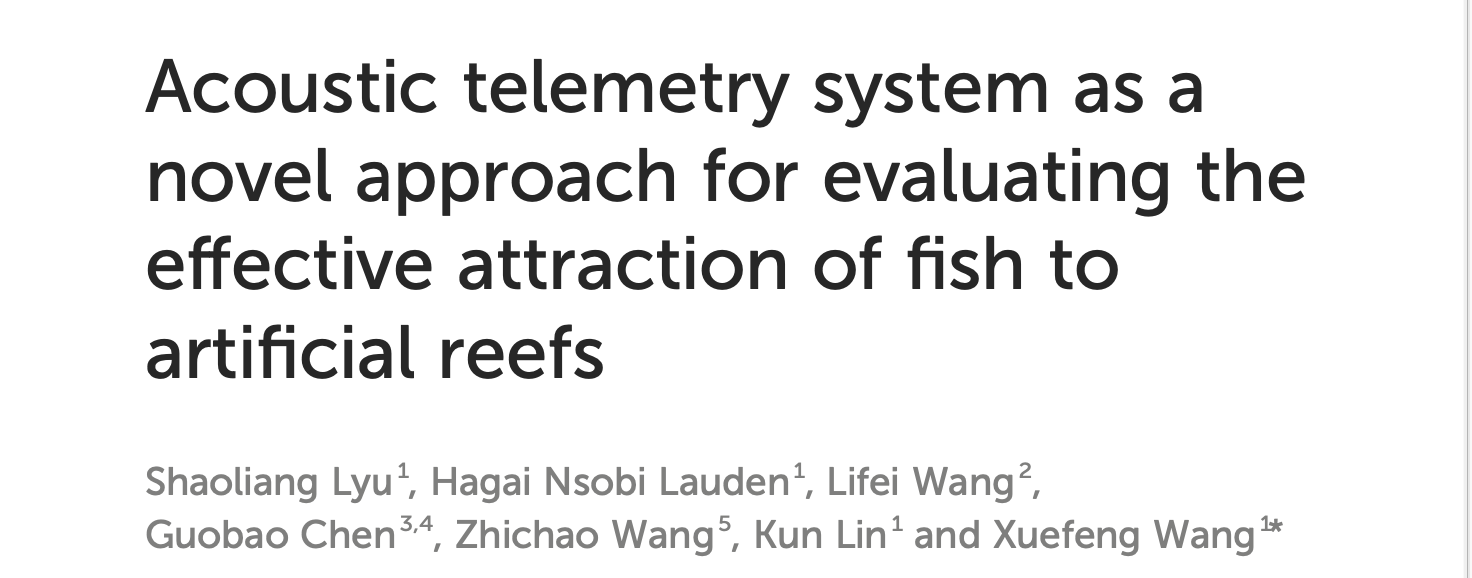 Acoustic telemetry system as a
novel approach for evaluating the
effective attraction of fish to
artificial reefs
Shaoliang Lyu¹, Hagai Nsobi Lauden¹, Lifei Wang²,
Guobao Chen³,⁴, Zhichao Wang⁵, Kun Lin¹ and Xuefeng Wang¹*